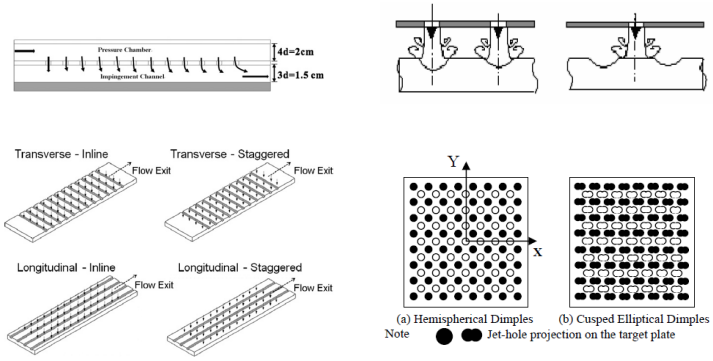 Pressure Chamber
4d=2cm
Impingement Channel
3d=1.5 cm
Transverse - Inline
Flow Exit
Transverse - Staggered
Flow Exit
Longitudinal - Inline
Flow Exit
Longitudinal - Staggered
Flow Exit
Y
x
(a) Hemispherical Dimples
(b) Cusped Elliptical Dimples
Note
Jet-hole projection on the target plate